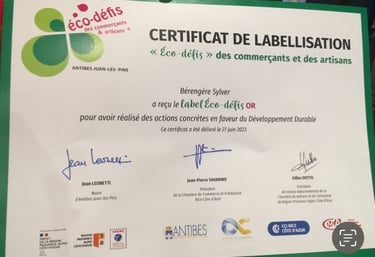 éco-défis
des commerçants
& artisans
ANTIBES JUAN-LES-PINS
CERTIFICAT DE LABELLISATION
« Éco-défis » des commerçants et des artisans
Bérengère Sylver
a reçu le label Éco-défis OR
pour avoir réalisé des actions concrètes en faveur du Développement Durable
Ce certificat a été délivré le 27 juin 2023
Jean LEONETTI
Maire
d'Antibes Juan-les-Pins
Jean-Pierre SAVARINO
Président
de la Chambre de Commerce et d'Industrie
Nice Côte d'Azur
Président
de niveau départemental de la
Chambre de Métiers et de l'Artisanat
de Région Provence-Alpes-Côte d'Azur
ANTIBES
CCI NICE
CÔTE D'AZUR